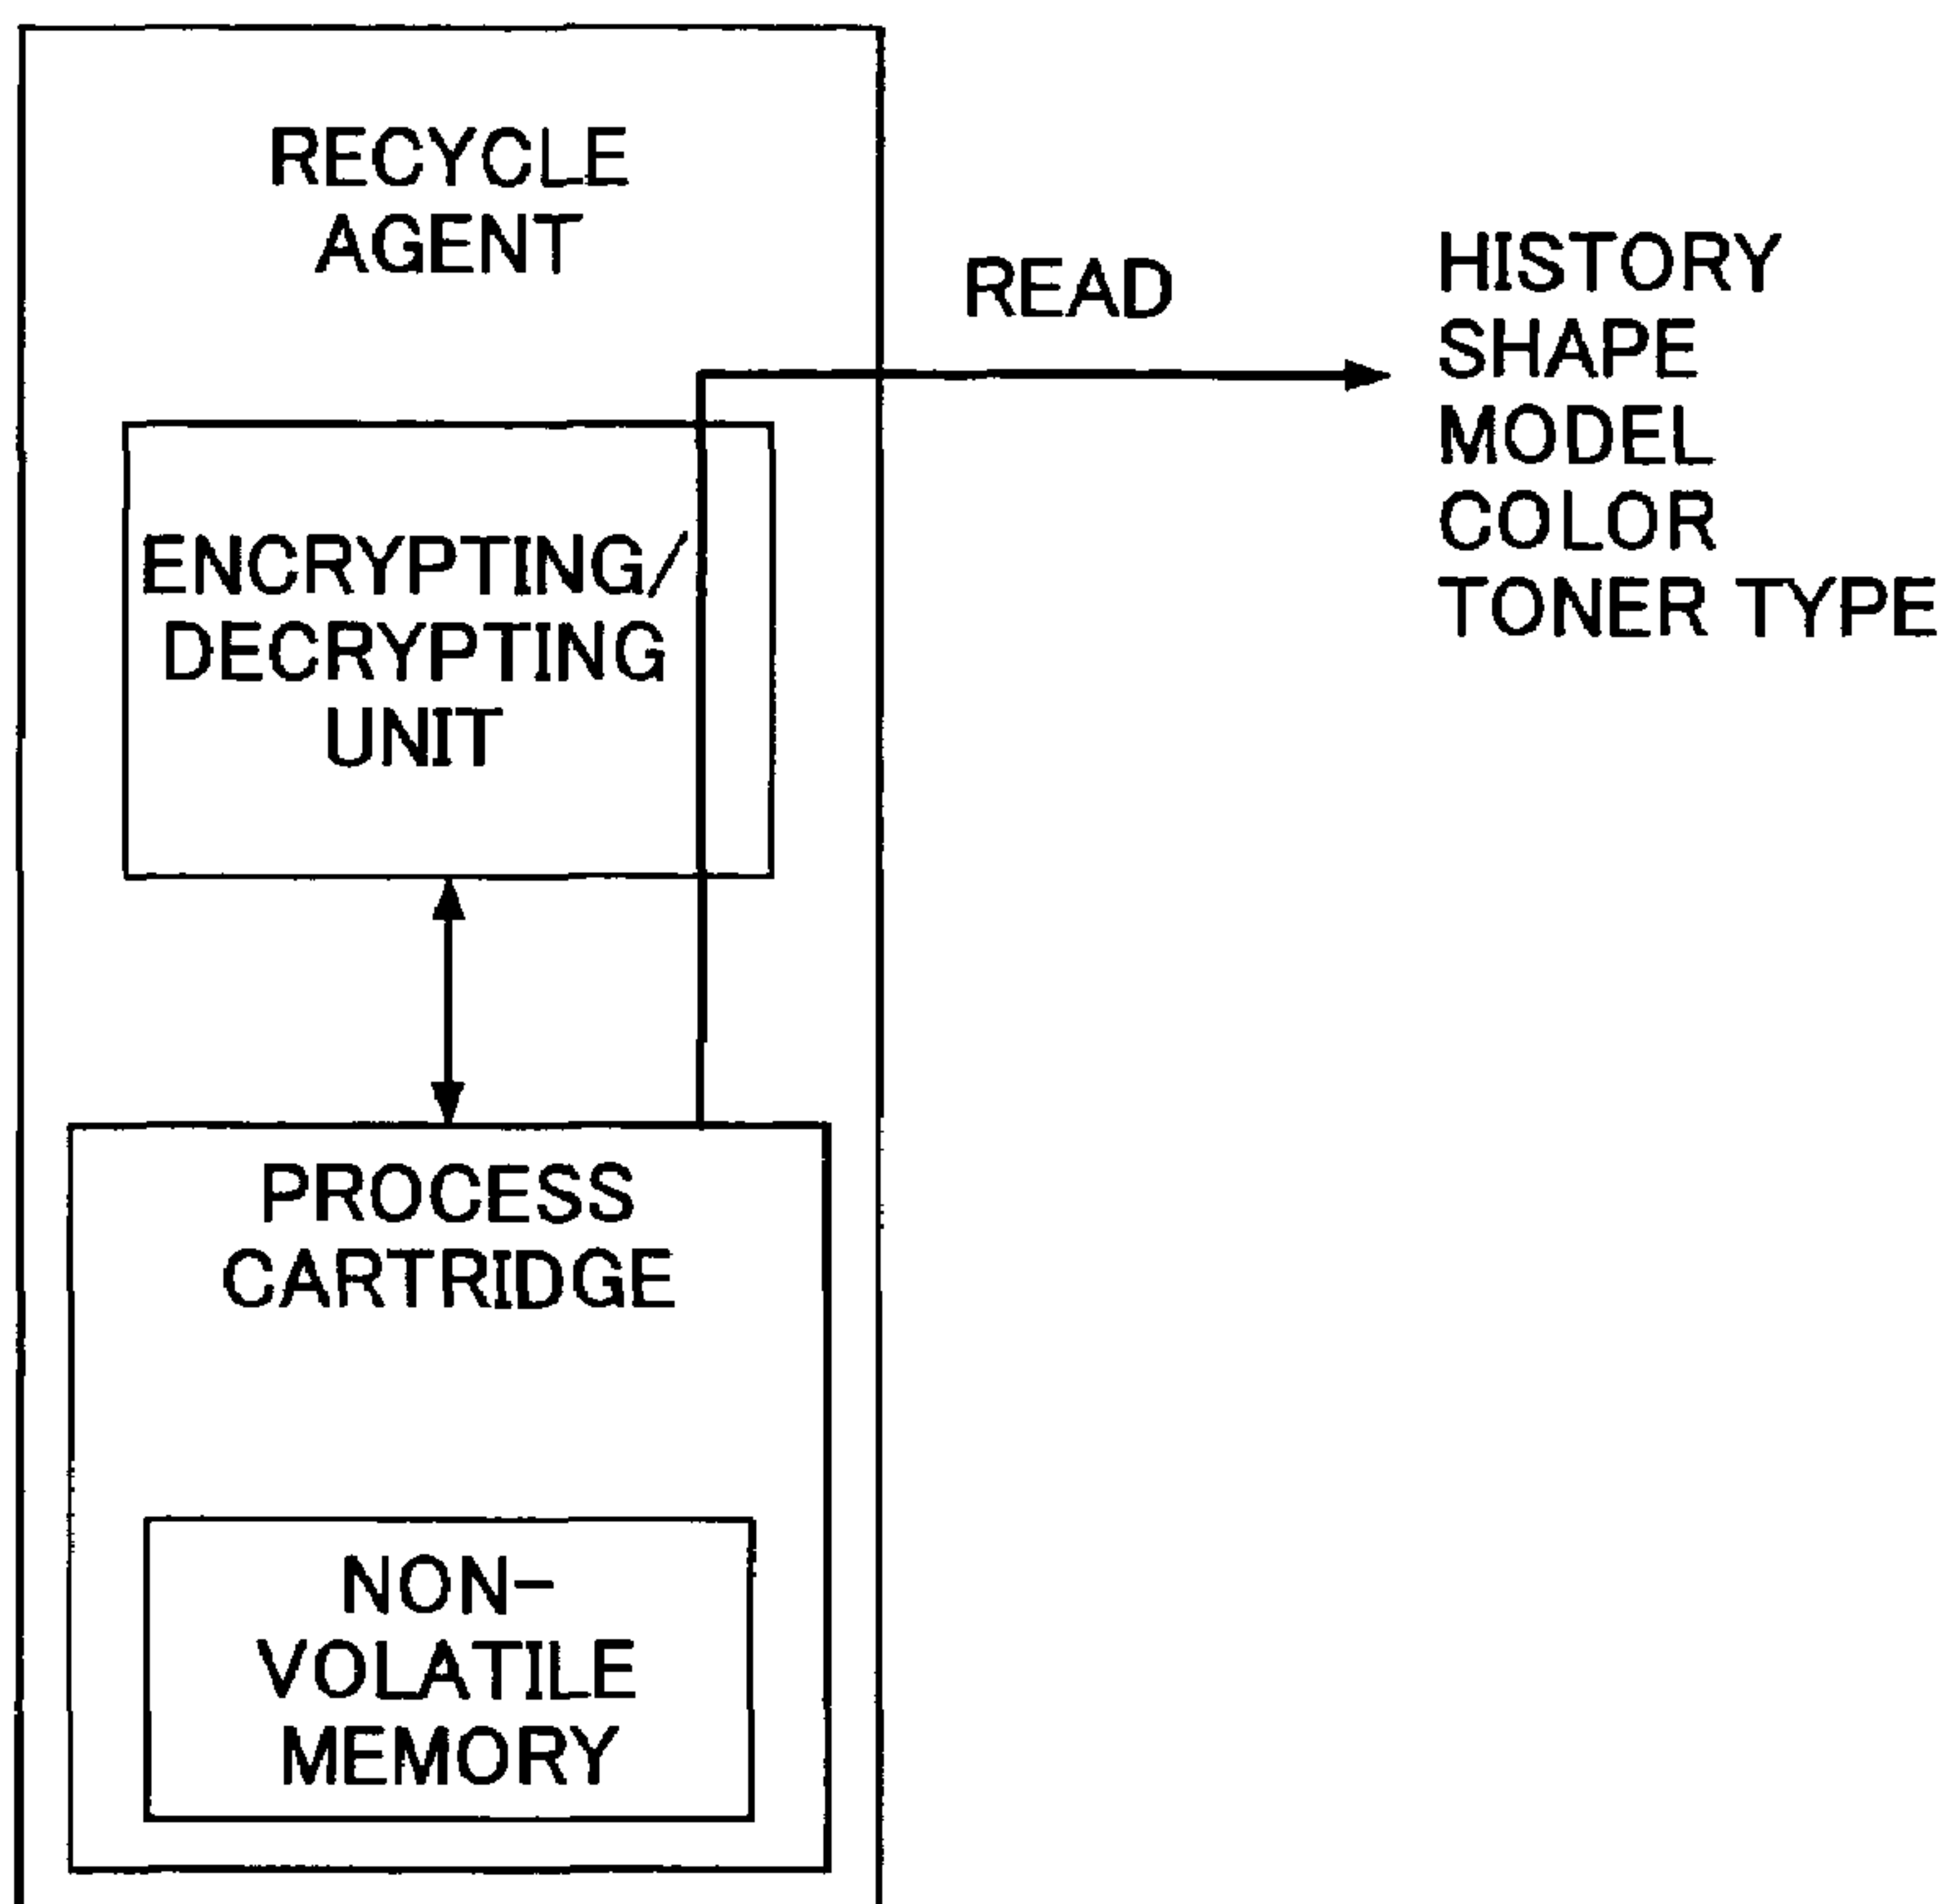 RECYCLE
AGENT
READ
HISTORY
SHAPE
MODEL
COLOR
TONER TYPE
ENCRYPTING/
DECRYPTING
UNIT
PROCESS
CARTRIDGE
NON-
VOLATILE
MEMORY